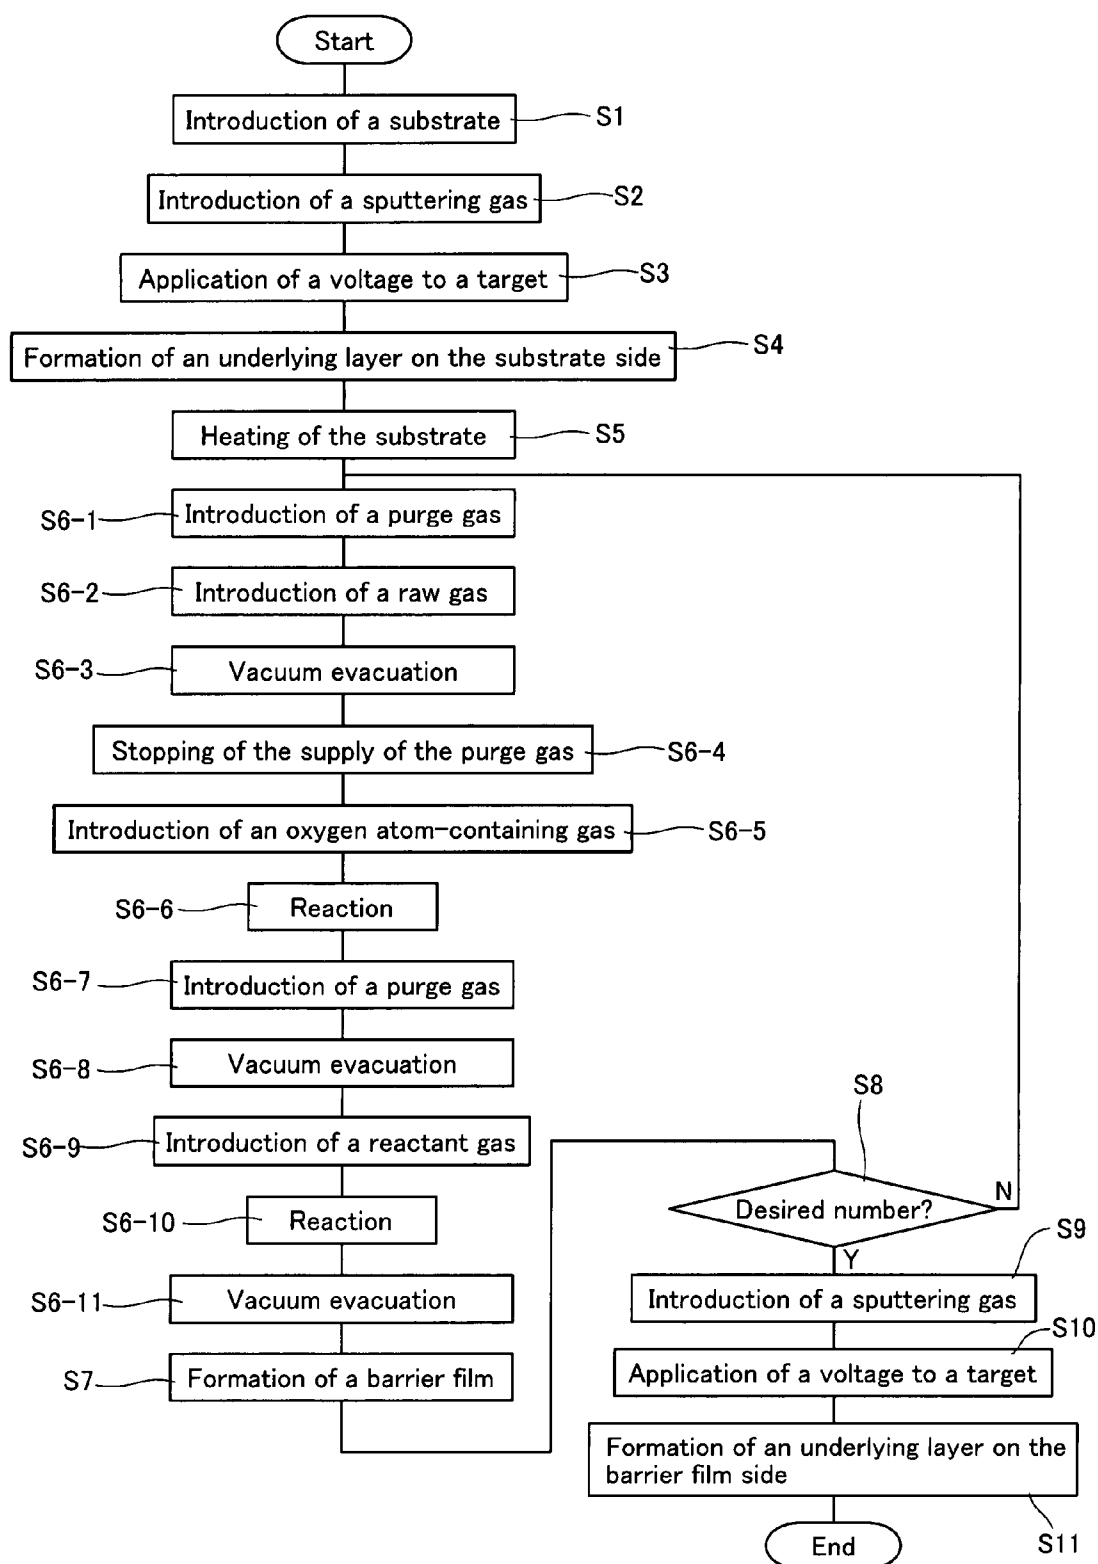 Start
Introduction of a substrate
S1
Introduction of a sputtering gas
S2
Application of a voltage to a target
S3
Formation of an underlying layer on the substrate side
S4
Heating of the substrate
S5
S6-1
Introduction of a purge gas
S6-2
Introduction of a raw gas
S6-3
Vacuum evacuation
Stopping of the supply of the purge gas
S6-4
Introduction of an oxygen atom-containing gas
S6-5
S6-6
Reaction
S6-7
Introduction of a purge gas
S6-8
Vacuum evacuation
S6-9
Introduction of a reactant gas
S6-10
Reaction
S6-11
Vacuum evacuation
S7
Formation of a barrier film
S8
Desired number?
N
Y
S9
Introduction of a sputtering gas
S10
Application of a voltage to a target
Formation of an underlying layer on the
barrier film side
S11
End